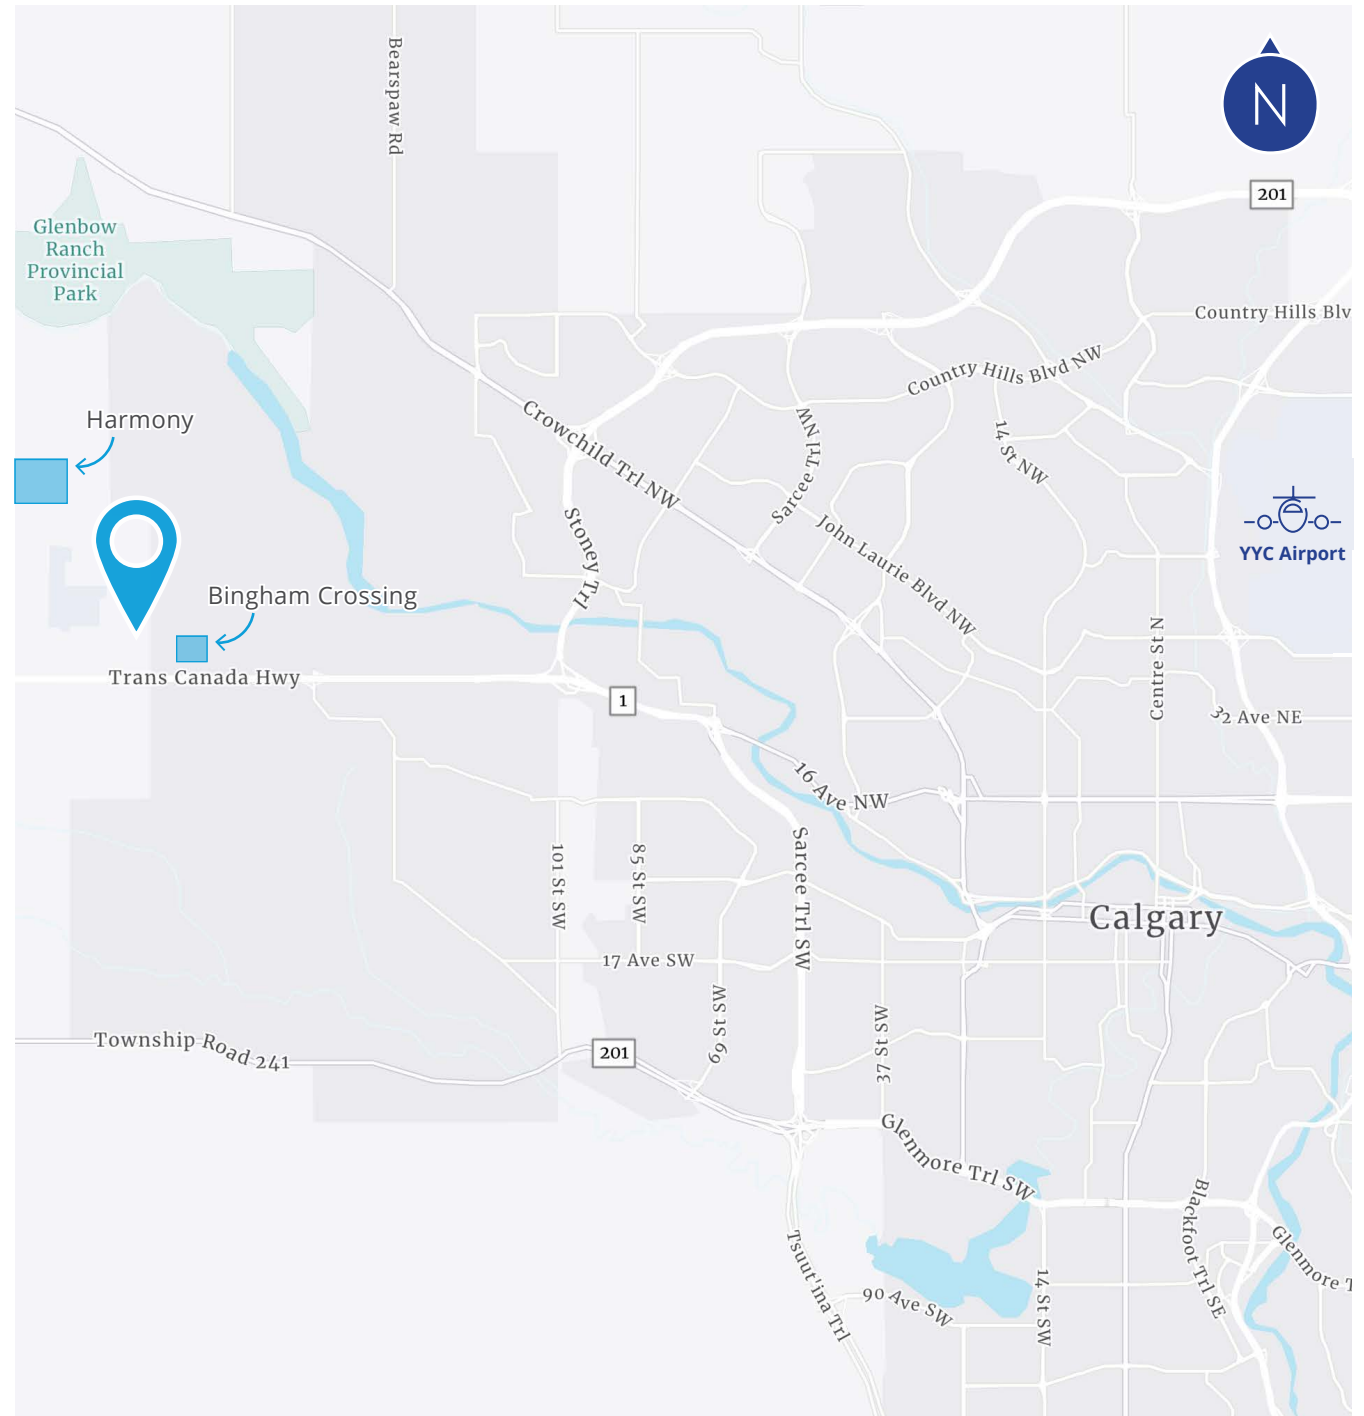 Bearspaw Rd
N
201
Glenbow
Ranch
Provincial
Park
Country Hills Blv
Country Hills Blvd NW
Harmony
Crowchild Trl NW
Sarcee Trl NW
14 St NW
Stoney Trl
John Laurie Blvd NW
YYC Airport
Bingham Crossing
Centre St N
Trans Canada Hwy
1
32 Ave NE
16 Ave NW
101 St SW
85 St SW
Sarcee Trl SW
Calgary
17 Ave SW
69 St SW
37 St SW
Township Road 241
201
Glenmore Trl SW
Blackfoot Trl SE
Glenmore T
Tsuut'ina Trl
90 Ave SW
14 St SW